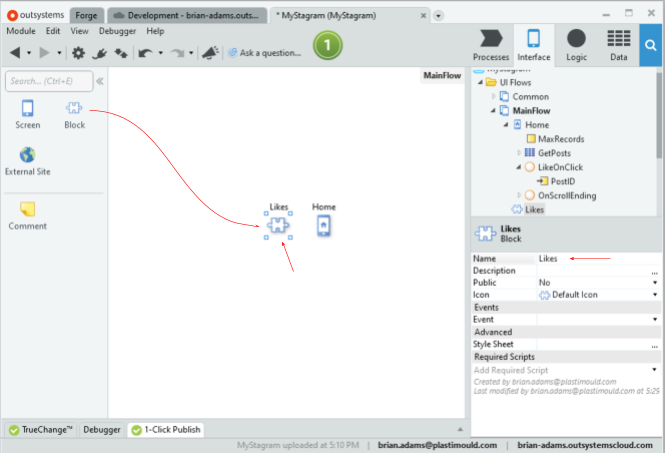 outsystems Forge Development - brian-adams.outs... * MyStagram (MyStagram)
Module Edit View Debugger Help
Ask a question... 1
Processes Interface Logic Data
Search... (Ctrl+E)
MainFlow
Screen Block
External Site
Comment
Likes Home
MyStagram
UI Flows
Common
MainFlow
Home
MaxRecords
GetPosts
LikeOnClick
PostID
OnScrollEnding
Likes
Likes
Block
Name Likes
Description ...
Public No
Icon Default Icon
Events
Event
Advanced
Style Sheet ...
Required Scripts
Add Required Script
Created by brian.adams@plastimould.com
Last modified by brian.adams@plastimould.com at 5:25
TrueChange™ Debugger 1-Click Publish
MyStagram uploaded at 5:10 PM | brian.adams@plastimould.com | brian-adams.outsystemscloud.com